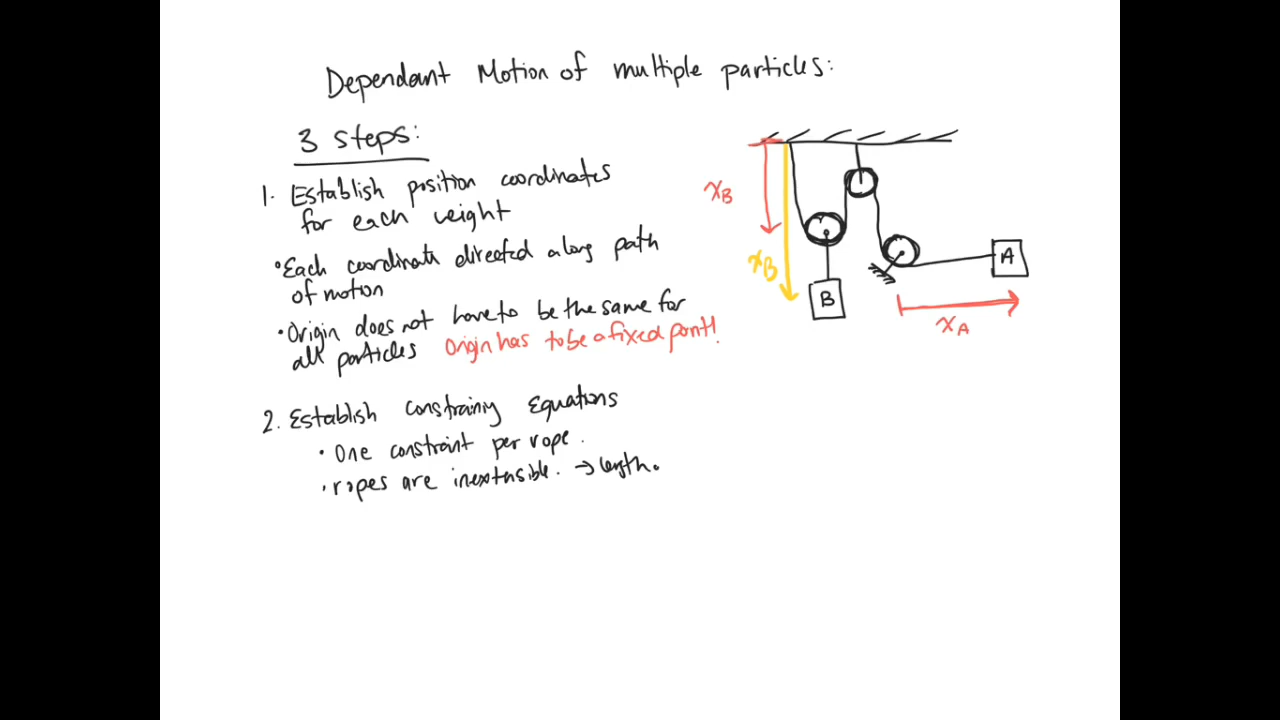 Dependant Motion of multiple particles:
3 steps:
1. Establish position coordinates
for each weight
• Each coordinate directed along path
of motion
• Origin does not have to be the same for
all particles Origin has to be a fixed point!
2. Establish constraining Equations
• One constraint per rope.
• ropes are inextensible. → length.
xB
xB
B
A
xA